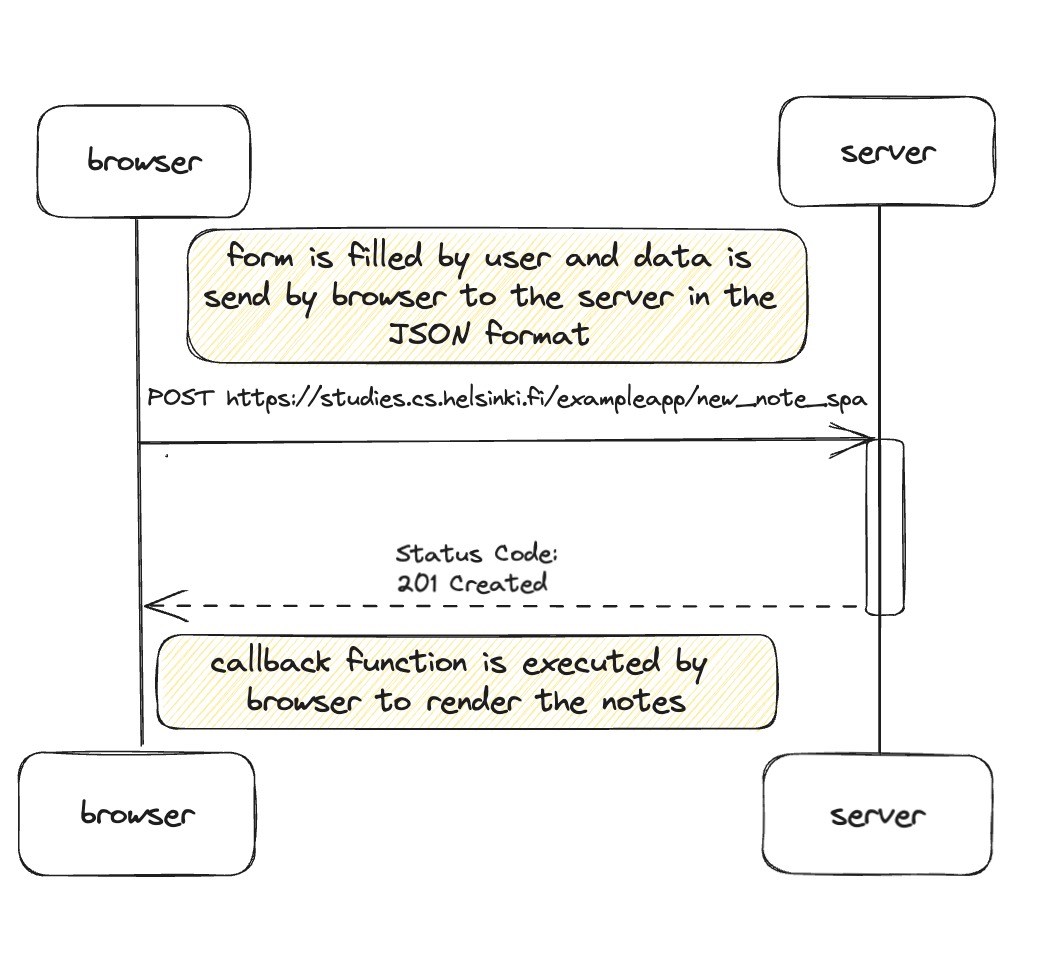 browser
server
form is filled by user and data is
send by browser to the server in the
JSON format
POST https://studies.cs.helsinki.fi/exampleapp/new_note_spa
Status Code:
201 Created
callback function is executed by
browser to render the notes
browser
server